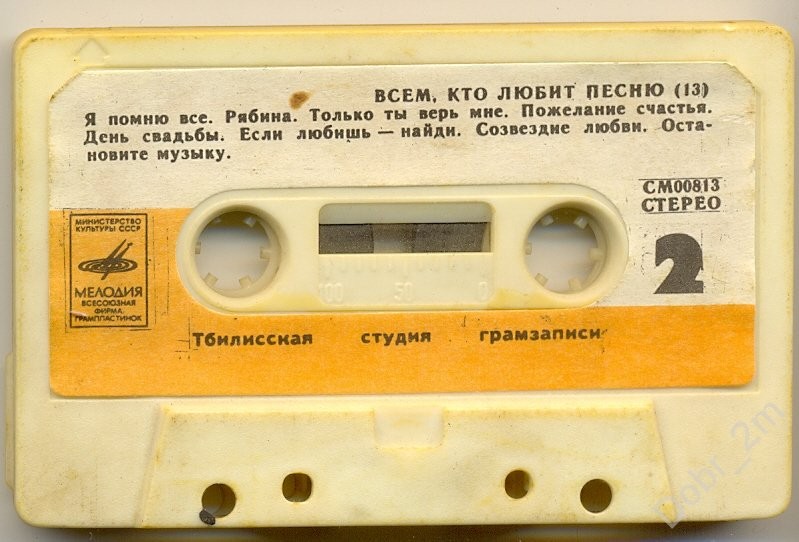 ВСЕМ, КТО ЛЮБИТ ПЕСНЮ (13)
Я помню все. Рябина. Только ты верь мне. Пожелание счастья.
День свадьбы. Если любишь — найди. Созвездие любви. Оста-
новите музыку.
СМ00813
СТЕРЕО
МИНИСТЕРСТВО
КУЛЬТУРЫ СССР
МЕЛОДИЯ
ВСЕСОЮЗНАЯ
ФИРМА
ГРАМПЛАСТИНОК
2
100 50 0
Тбилисская студия грамзаписи
Dobr_2m